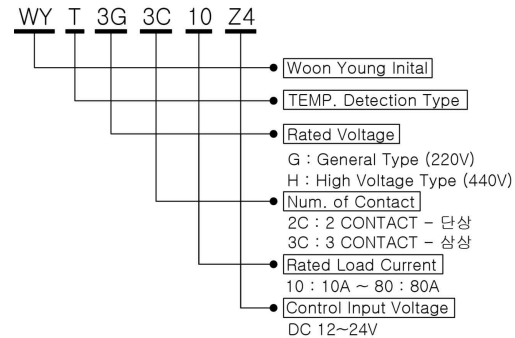 WY T 3G 3C 10 Z4
Woon Young Inital
TEMP. Detection Type
Rated Voltage
G : General Type (220V)
H : High Voltage Type (440V)
Num. of Contact
2C : 2 CONTACT - 단상
3C : 3 CONTACT - 삼상
Rated Load Current
10 : 10A ~ 80 : 80A
Control Input Voltage
DC 12~24V